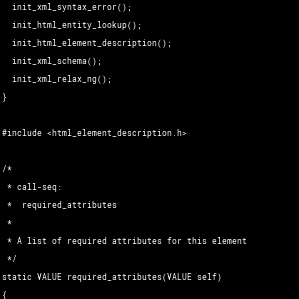 init_xml_syntax_error();
init_html_entity_lookup();
init_html_element_description();
init_xml_schema();
init_xml_relax_ng();
}
#include <html_element_description.h>
/*
* call-seq:
* required_attributes
*
* A list of required attributes for this element
*/
static VALUE required_attributes(VALUE self)
{